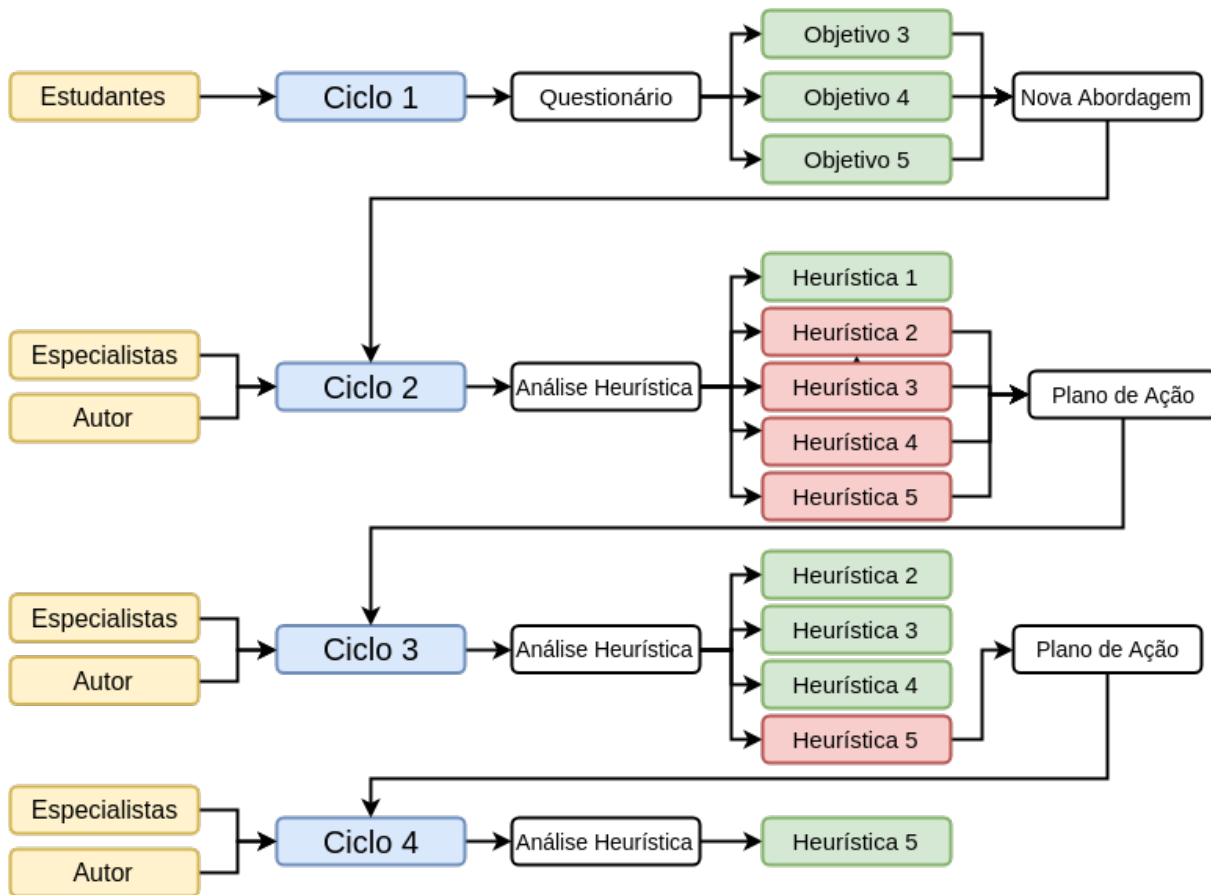 Estudantes
Ciclo 1
Questionário
Objetivo 3
Objetivo 4
Objetivo 5
Nova Abordagem
Especialistas
Autor
Ciclo 2
Análise Heurística
Heurística 1
Heurística 2
Heurística 3
Heurística 4
Heurística 5
Plano de Ação
Especialistas
Autor
Ciclo 3
Análise Heurística
Heurística 2
Heurística 3
Heurística 4
Heurística 5
Plano de Ação
Especialistas
Autor
Ciclo 4
Análise Heurística
Heurística 5